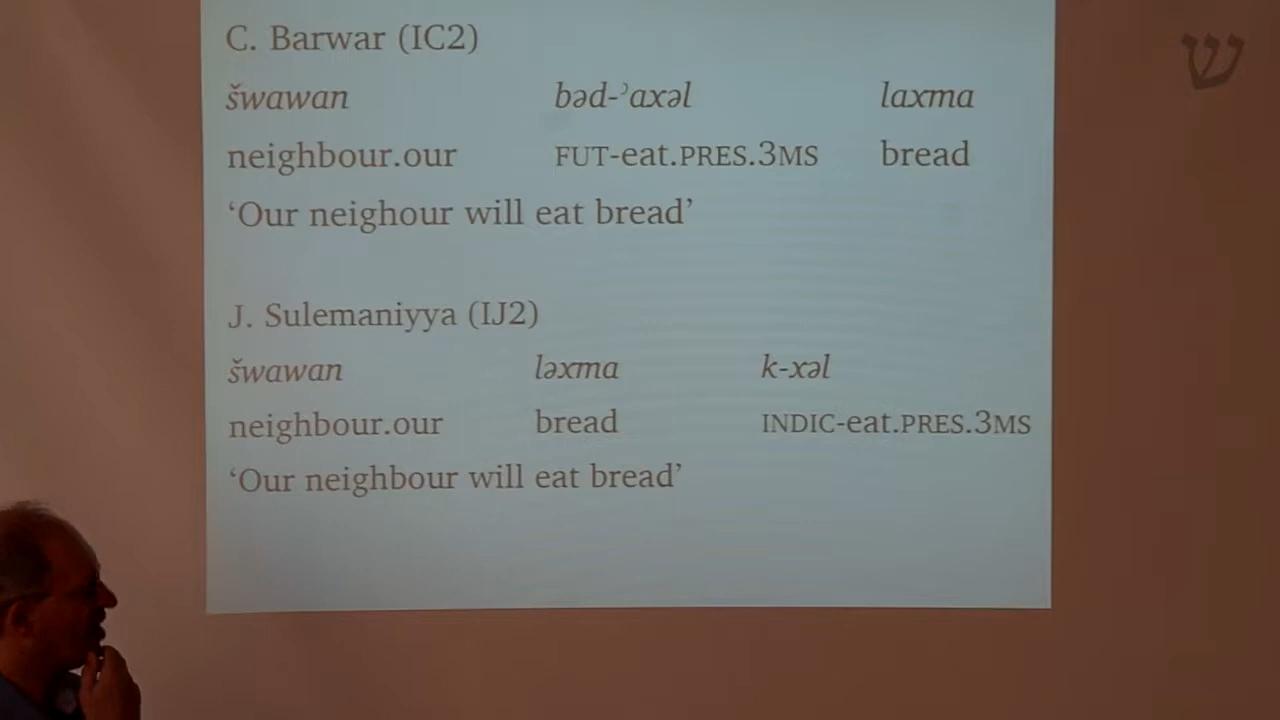 C. Barwar (IC2)
šwawan bəd-ʾaxəl laxma
neighbour.our FUT-eat.PRES.3MS bread
‘Our neighour will eat bread’
J. Sulemaniyya (IJ2)
šwawan ləxma k-xəl
neighbour.our bread INDIC-eat.PRES.3MS
‘Our neighbour will eat bread’
שׁ